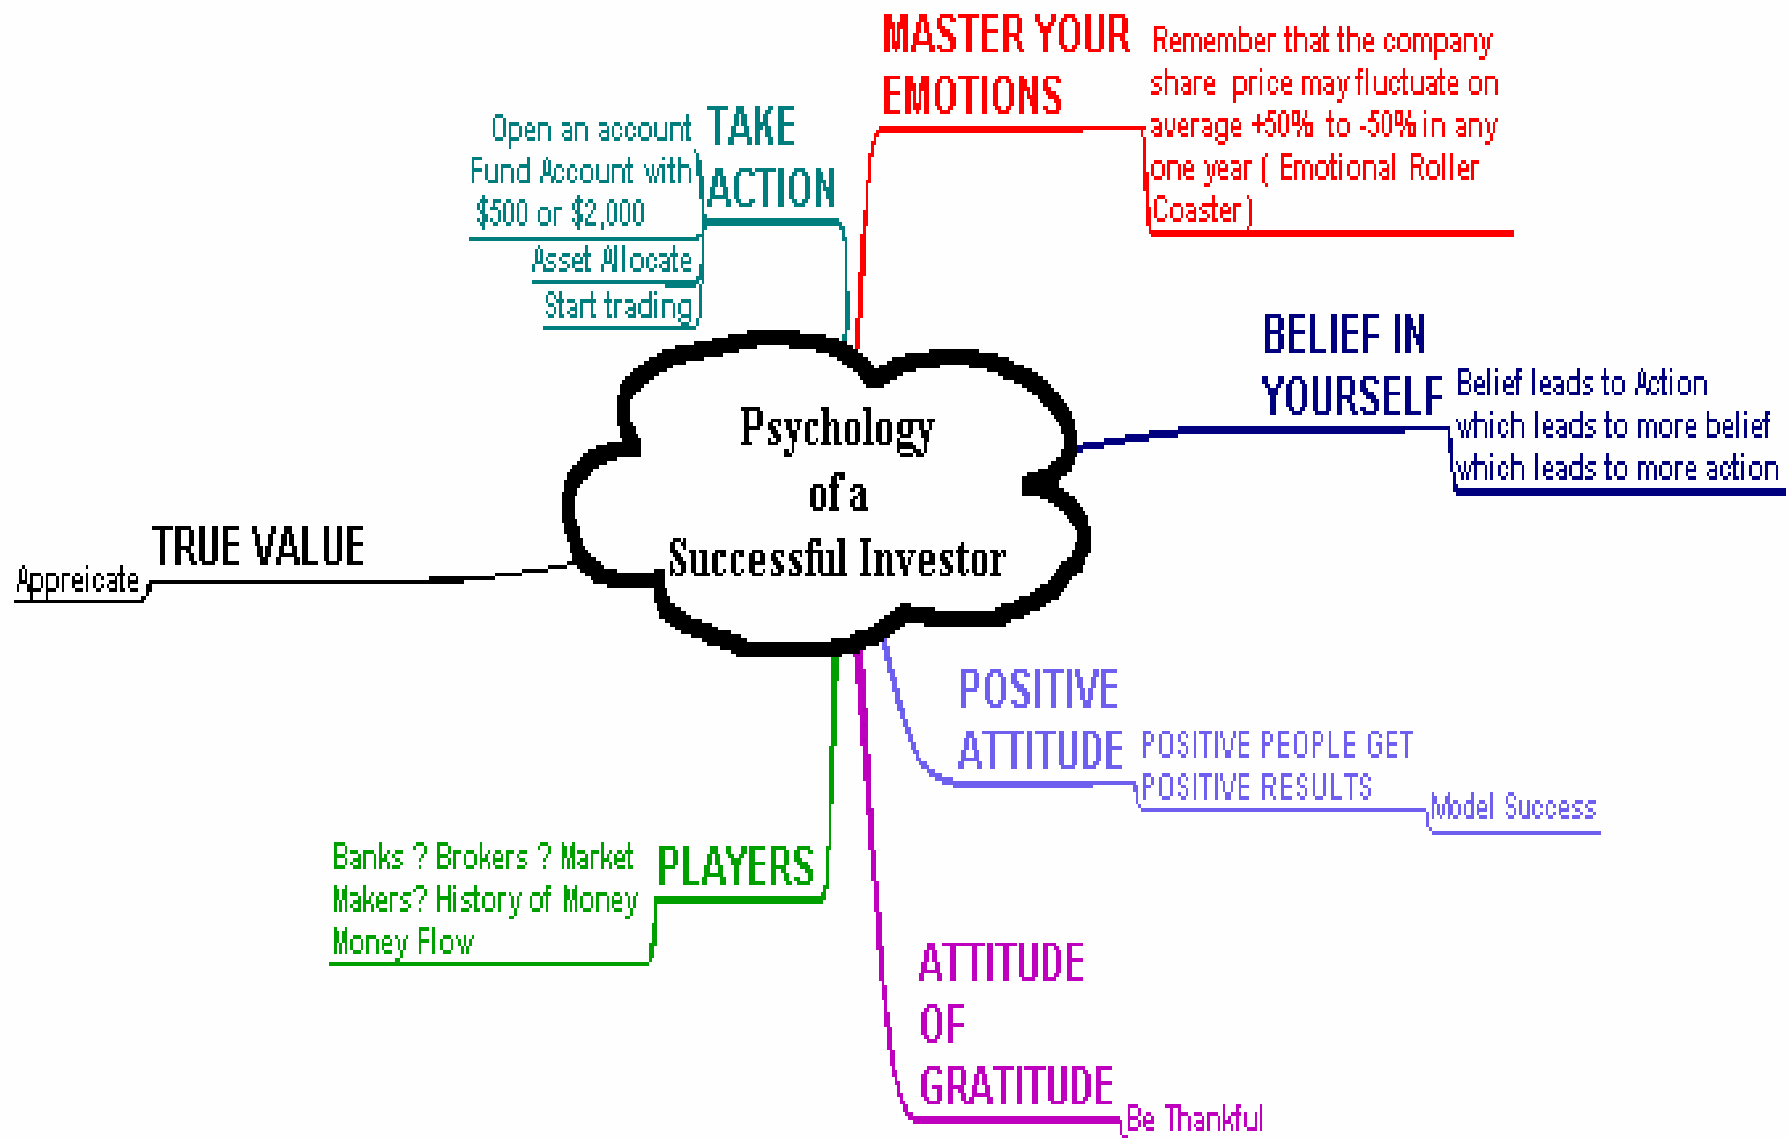 MASTER YOUR
EMOTIONS
Remember that the company
share price may fluctuate on
average +50% to -50% in any
one year ( Emotional Roller
Coaster )
TAKE
ACTION
Open an account
Fund Account with
$500 or $2,000
Asset Allocate
Start trading
BELIEF IN
YOURSELF
Belief leads to Action
which leads to more belief
which leads to more action
Psychology
of a
Successful Investor
TRUE VALUE
Appreicate
POSITIVE
ATTITUDE
POSITIVE PEOPLE GET
POSITIVE RESULTS
Model Success
PLAYERS
Banks ? Brokers ? Market
Makers? History of Money
Money Flow
ATTITUDE
OF
GRATITUDE
Be Thankful